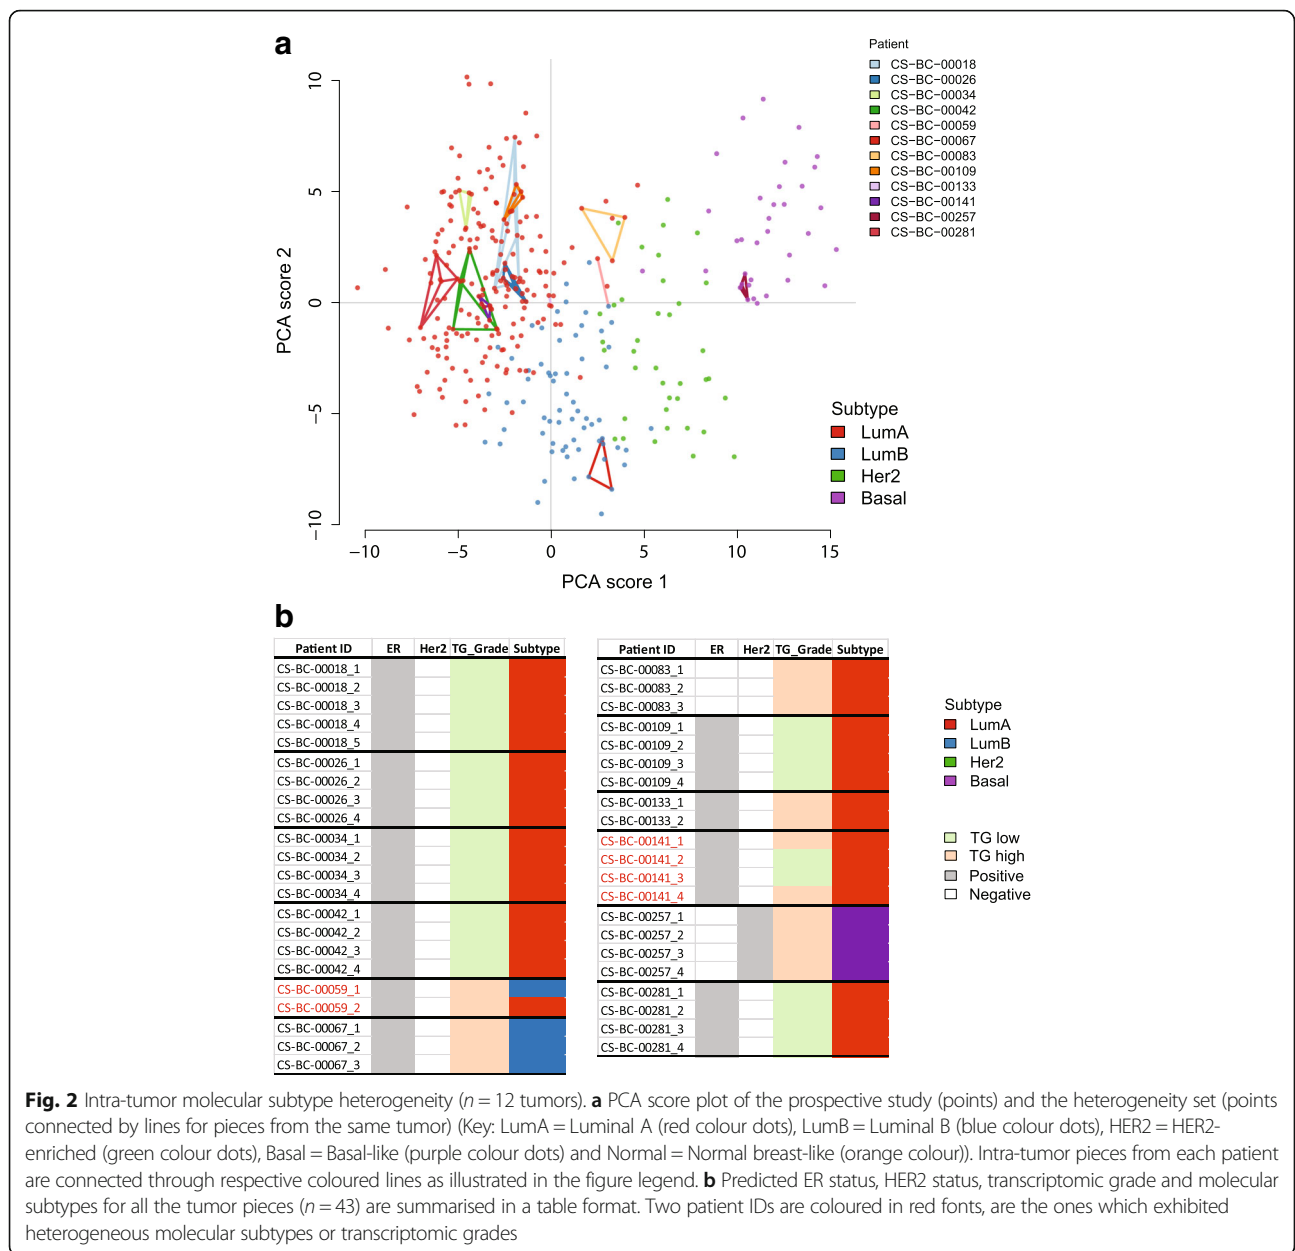 a
Patient
CS−BC−00018
CS−BC−00026
CS−BC−00034
CS−BC−00042
CS−BC−00059
CS−BC−00067
CS−BC−00083
CS−BC−00109
CS−BC−00133
CS−BC−00141
CS−BC−00257
CS−BC−00281
10
5
0
−5
−10
PCA score 2
−10 −5 0 5 10 15
PCA score 1
Subtype
LumA
LumB
Her2
Basal
b
Patient ID ER Her2 TG_Grade Subtype
CS-BC-00018_1
CS-BC-00018_2
CS-BC-00018_3
CS-BC-00018_4
CS-BC-00018_5
CS-BC-00026_1
CS-BC-00026_2
CS-BC-00026_3
CS-BC-00026_4
CS-BC-00034_1
CS-BC-00034_2
CS-BC-00034_3
CS-BC-00034_4
CS-BC-00042_1
CS-BC-00042_2
CS-BC-00042_3
CS-BC-00042_4
CS-BC-00059_1
CS-BC-00059_2
CS-BC-00067_1
CS-BC-00067_2
CS-BC-00067_3
Patient ID ER Her2 TG_Grade Subtype
CS-BC-00083_1
CS-BC-00083_2
CS-BC-00083_3
CS-BC-00109_1
CS-BC-00109_2
CS-BC-00109_3
CS-BC-00109_4
CS-BC-00133_1
CS-BC-00133_2
CS-BC-00141_1
CS-BC-00141_2
CS-BC-00141_3
CS-BC-00141_4
CS-BC-00257_1
CS-BC-00257_2
CS-BC-00257_3
CS-BC-00257_4
CS-BC-00281_1
CS-BC-00281_2
CS-BC-00281_3
CS-BC-00281_4
Subtype
LumA
LumB
Her2
Basal
TG low
TG high
Positive
Negative
Fig. 2 Intra-tumor molecular subtype heterogeneity (n = 12 tumors). a PCA score plot of the prospective study (points) and the heterogeneity set (points
connected by lines for pieces from the same tumor) (Key: LumA = Luminal A (red colour dots), LumB = Luminal B (blue colour dots), HER2 = HER2-
enriched (green colour dots), Basal = Basal-like (purple colour dots) and Normal = Normal breast-like (orange colour)). Intra-tumor pieces from each patient
are connected through respective coloured lines as illustrated in the figure legend. b Predicted ER status, HER2 status, transcriptomic grade and molecular
subtypes for all the tumor pieces (n = 43) are summarised in a table format. Two patient IDs are coloured in red fonts, are the ones which exhibited
heterogeneous molecular subtypes or transcriptomic grades